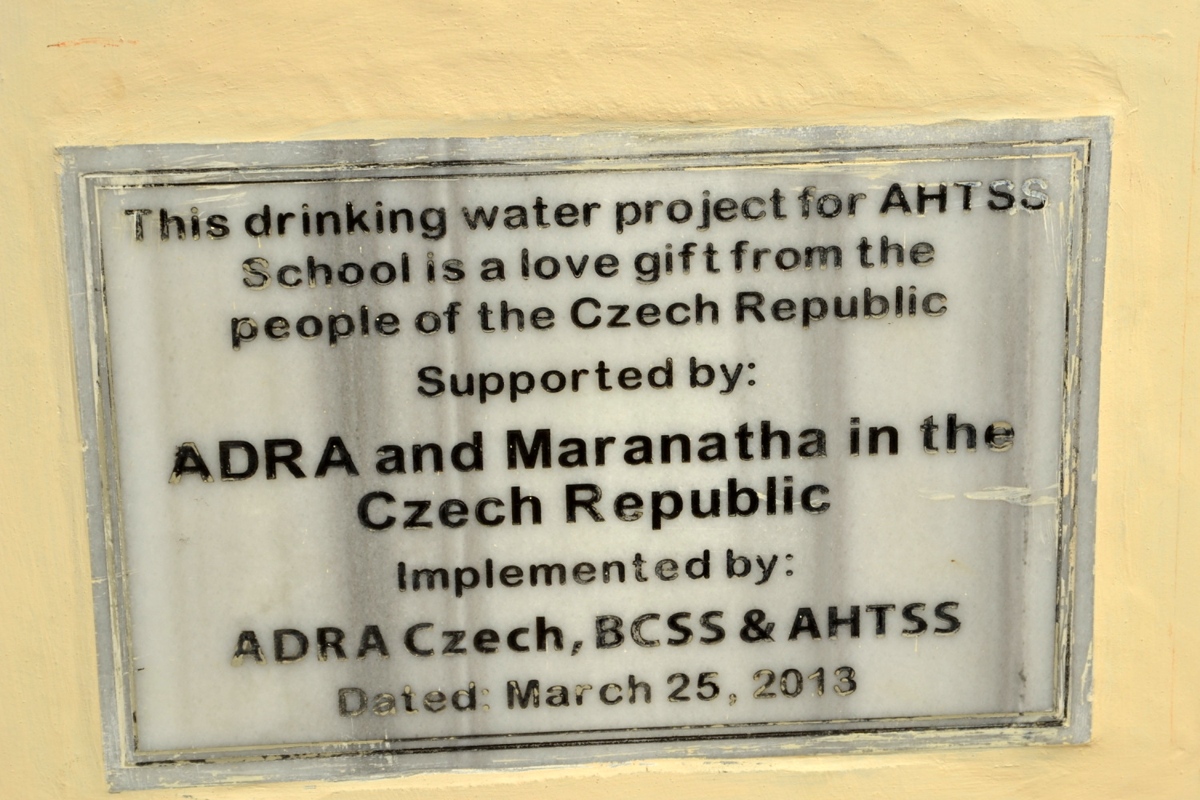 This drinking water project for AHTSS
School is a love gift from the
people of the Czech Republic
Supported by:
ADRA and Maranatha in the
Czech Republic
Implemented by:
ADRA Czech, BCSS & AHTSS
Dated: March 25, 2013